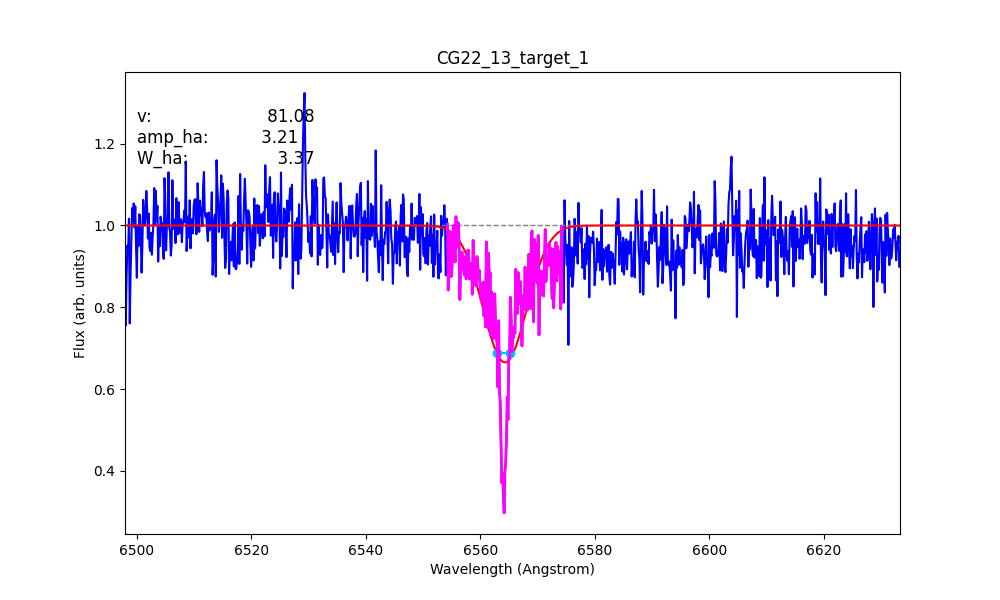 CG22_13_target_1
v: 81.08
amp_ha: 3.21
W_ha: 3.37
1.2
1.0
0.8
0.6
0.4
Flux (arb. units)
6500 6520 6540 6560 6580 6600 6620
Wavelength (Angstrom)